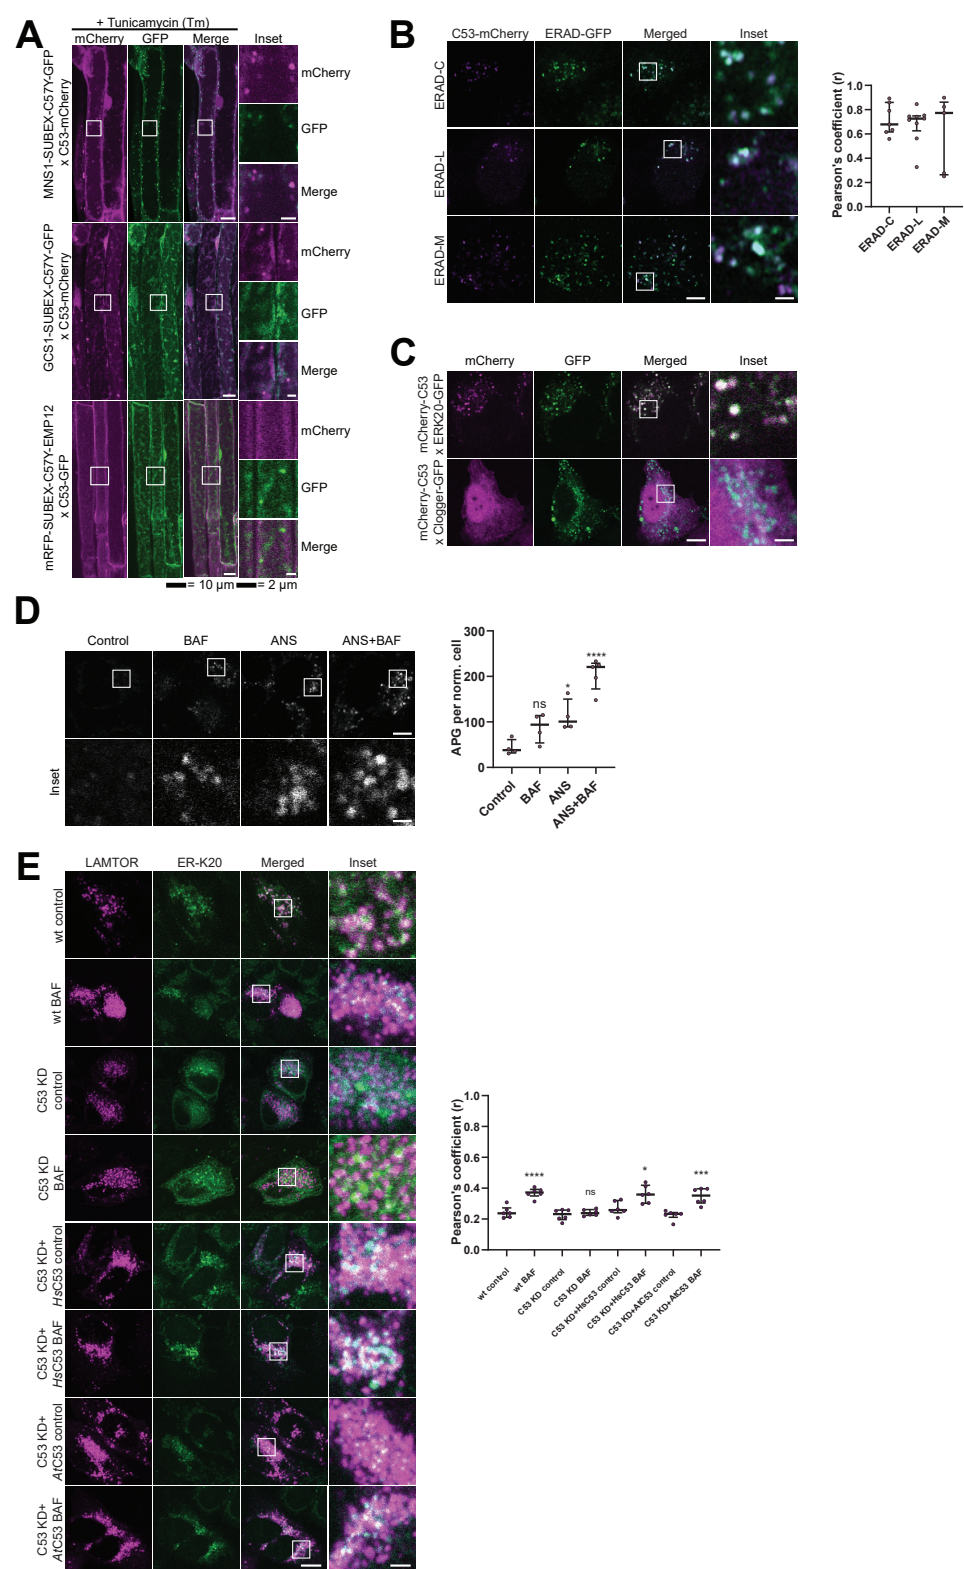 A
+ Tunicamycin (Tm)
mCherry GFP Merge Inset
MNS1-SUBEX-C57Y-GFP
x C53-mCherry
mCherry
GFP
Merge
GCS1-SUBEX-C57Y-GFP
x C53-mCherry
mCherry
GFP
Merge
mRFP-SUBEX-C57Y-EMP12
x C53-GFP
mCherry
GFP
Merge
= 10 µm = 2 µm
B
C53-mCherry ERAD-GFP Merged Inset
ERAD-C
ERAD-L
ERAD-M
Pearson's coefficient (r)
1.0
0.8
0.6
0.4
0.2
0.0
ERAD-C ERAD-L ERAD-M
C
mCherry GFP Merged Inset
mCherry-C53
x ERK20-GFP
mCherry-C53
x Clogger-GFP
D
Control BAF ANS ANS+BAF
Inset
APG per norm. cell
300
200
100
0
ns * ****
Control BAF ANS ANS+BAF
E
LAMTOR ER-K20 Merged Inset
wt control
wt BAF
C53 KD
control
C53 KD
BAF
C53 KD+
HsC53 control
C53 KD+
HsC53 BAF
C53 KD+
AtC53 control
C53 KD+
AtC53 BAF
Pearson's coefficient (r)
1.0
0.8
0.6
0.4
0.2
0.0
**** ns * ***
wt control
wt BAF
C53 KD control
C53 KD BAF
C53 KD+HsC53 control
C53 KD+HsC53 BAF
C53 KD+AtC53 control
C53 KD+AtC53 BAF